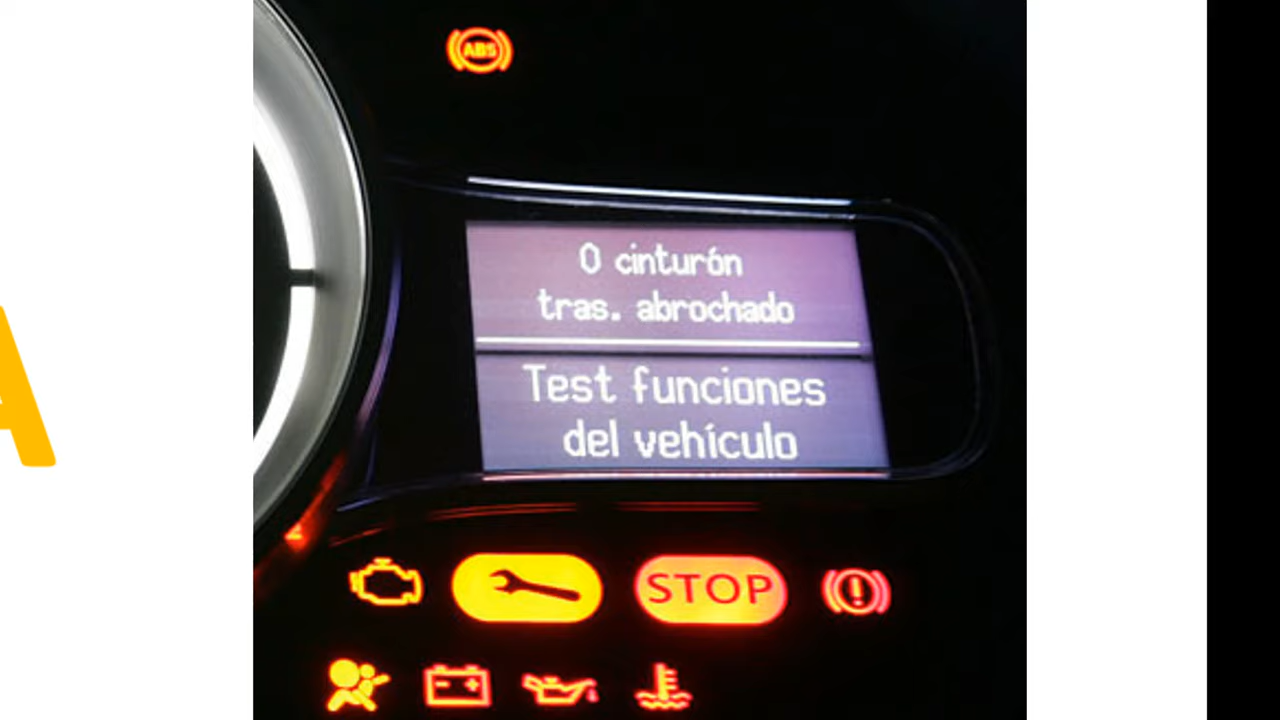 A
ABS
0 cinturón
tras. abrochado
Test funciones
del vehículo
STOP